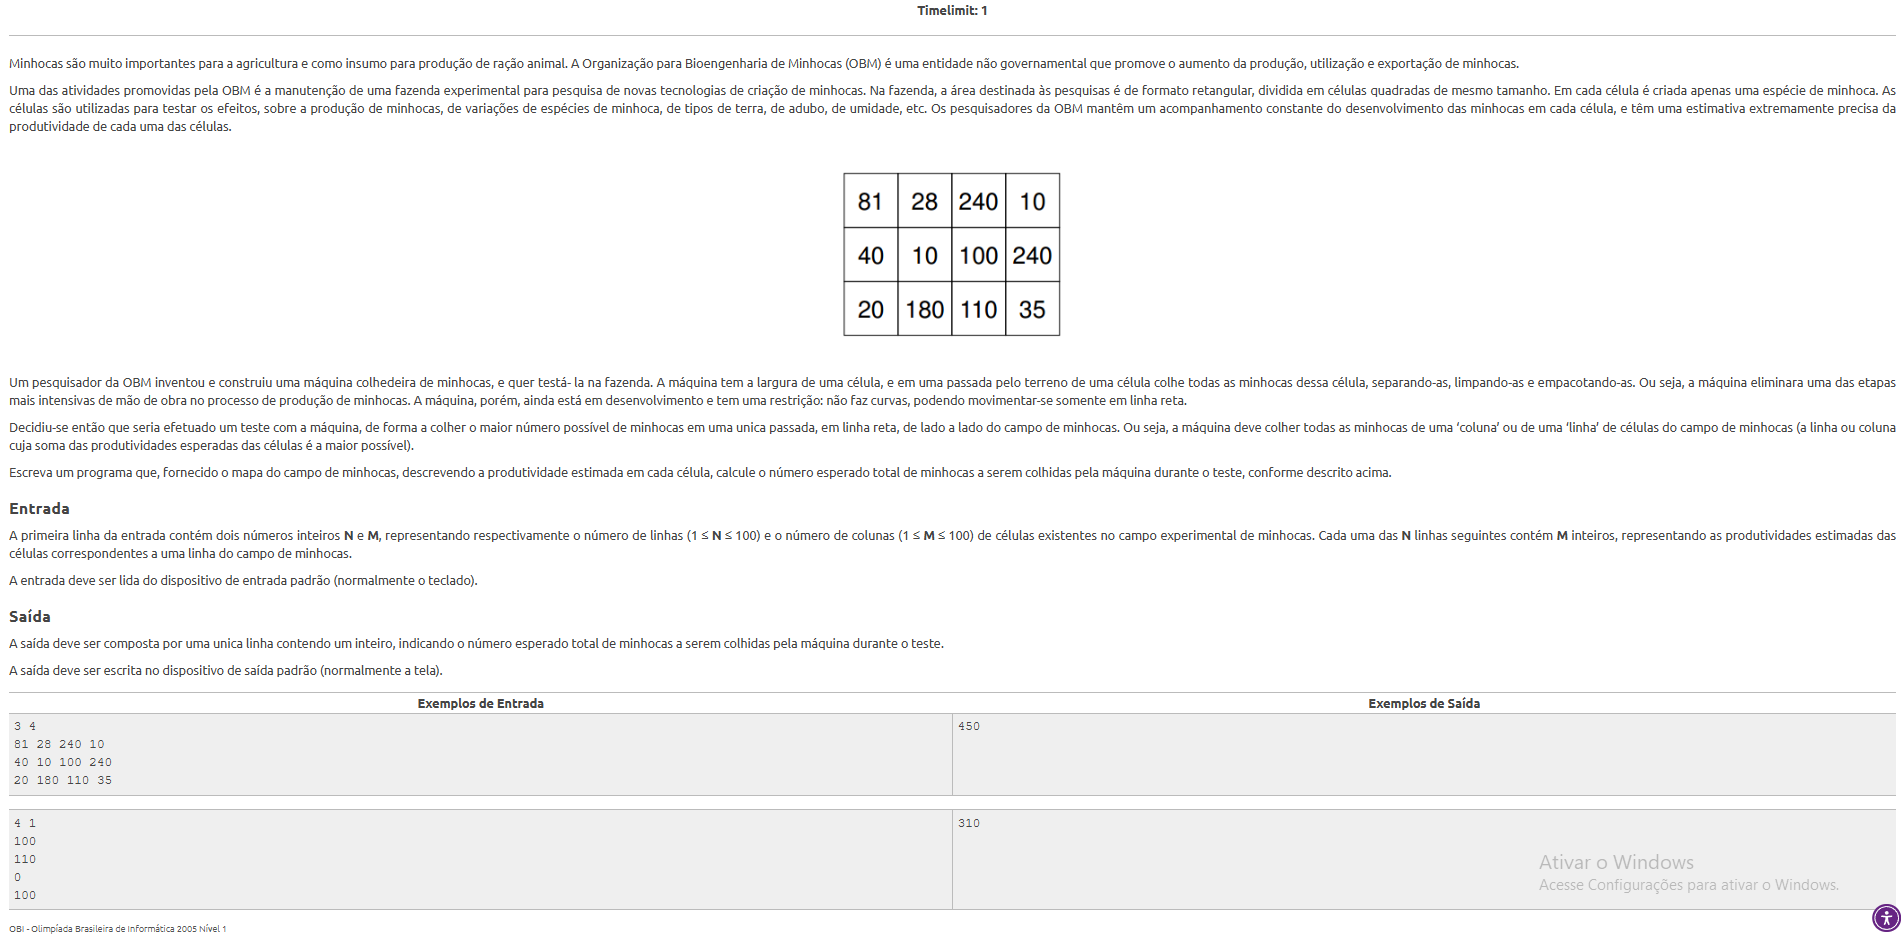 Timelimit: 1
Minhocas são muito importantes para a agricultura e como insumo para produção de ração animal. A Organização para Bioengenharia de Minhocas (OBM) é uma entidade não governamental que promove o aumento da produção, utilização e exportação de minhocas.
Uma das atividades promovidas pela OBM é a manutenção de uma fazenda experimental para pesquisa de novas tecnologias de criação de minhocas. Na fazenda, a área destinada às pesquisas é de formato retangular, dividida em células quadradas de mesmo tamanho. Em cada célula é criada apenas uma espécie de minhoca. As
células são utilizadas para testar os efeitos, sobre a produção de minhocas, de variações de espécies de minhoca, de tipos de terra, de adubo, de umidade, etc. Os pesquisadores da OBM mantêm um acompanhamento constante do desenvolvimento das minhocas em cada célula, e têm uma estimativa extremamente precisa da
produtividade de cada uma das células.
81 28 240 10
40 10 100 240
20 180 110 35
Um pesquisador da OBM inventou e construiu uma máquina colhedeira de minhocas, e quer testá- la na fazenda. A máquina tem a largura de uma célula, e em uma passada pelo terreno de uma célula colhe todas as minhocas dessa célula, separando-as, limpando-as e empacotando-as. Ou seja, a máquina eliminara uma das etapas
mais intensivas de mão de obra no processo de produção de minhocas. A máquina, porém, ainda está em desenvolvimento e tem uma restrição: não faz curvas, podendo movimentar-se somente em linha reta.
Decidiu-se então que seria efetuado um teste com a máquina, de forma a colher o maior número possível de minhocas em uma unica passada, em linha reta, de lado a lado do campo de minhocas. Ou seja, a máquina deve colher todas as minhocas de uma ‘coluna’ ou de uma ‘linha’ de células do campo de minhocas (a linha ou coluna
cuja soma das produtividades esperadas das células é a maior possível).
Escreva um programa que, fornecido o mapa do campo de minhocas, descrevendo a produtividade estimada em cada célula, calcule o número esperado total de minhocas a serem colhidas pela máquina durante o teste, conforme descrito acima.
Entrada
A primeira linha da entrada contém dois números inteiros N e M, representando respectivamente o número de linhas (1 ≤ N ≤ 100) e o número de colunas (1 ≤ M ≤ 100) de células existentes no campo experimental de minhocas. Cada uma das N linhas seguintes contém M inteiros, representando as produtividades estimadas das
células correspondentes a uma linha do campo de minhocas.
A entrada deve ser lida do dispositivo de entrada padrão (normalmente o teclado).
Saída
A saída deve ser composta por uma unica linha contendo um inteiro, indicando o número esperado total de minhocas a serem colhidas pela máquina durante o teste.
A saída deve ser escrita no dispositivo de saída padrão (normalmente a tela).
Exemplos de Entrada Exemplos de Saída
3 4 450
81 28 240 10
40 10 100 240
20 180 110 35
4 1 310
100
110
0
100
Ativar o Windows
Acesse Configurações para ativar o Windows.
OBI - Olimpíada Brasileira de Informática 2005 Nível 1